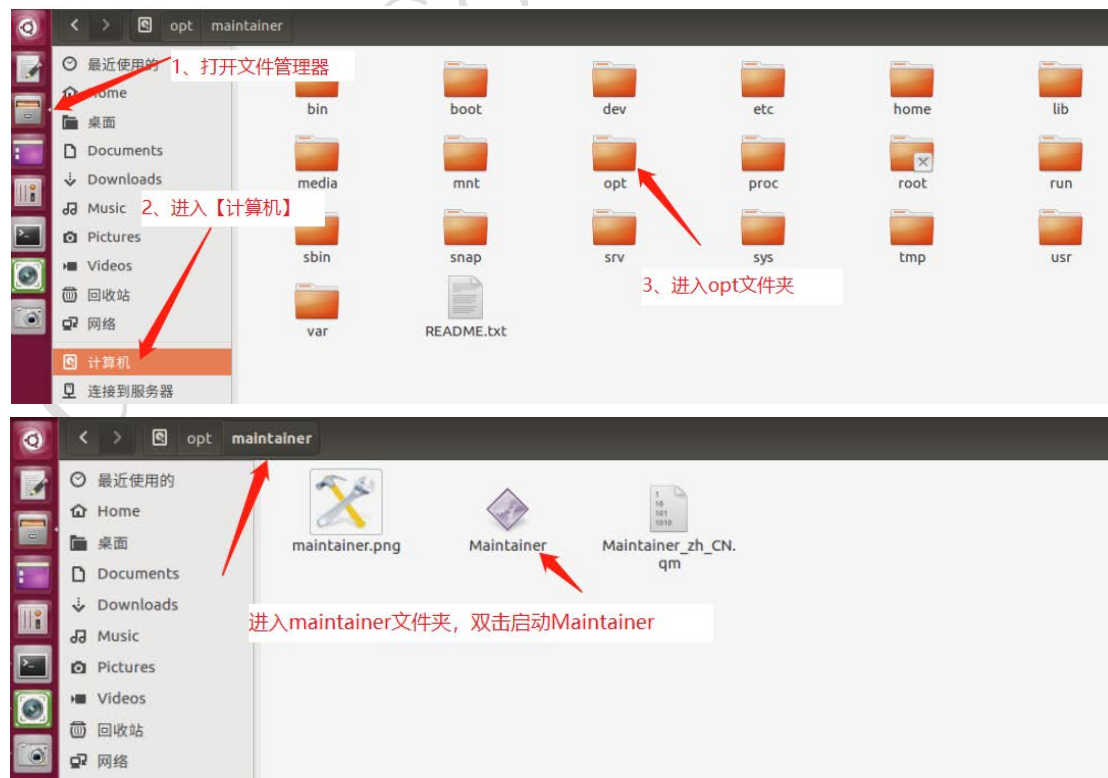 opt maintainer
最近使用的
1、打开文件管理器
Home
桌面
Documents
Downloads
Music
2、进入【计算机】
Pictures
Videos
回收站
网络
计算机
连接到服务器
bin boot dev etc home lib
media mnt opt proc root run
sbin snap srv sys tmp usr
3、进入opt文件夹
var README.txt
opt maintainer
最近使用的
Home
桌面
Documents
Downloads
Music
Pictures
Videos
回收站
网络
maintainer.png Maintainer Maintainer_zh_CN.
qm
进入maintainer文件夹，双击启动Maintainer